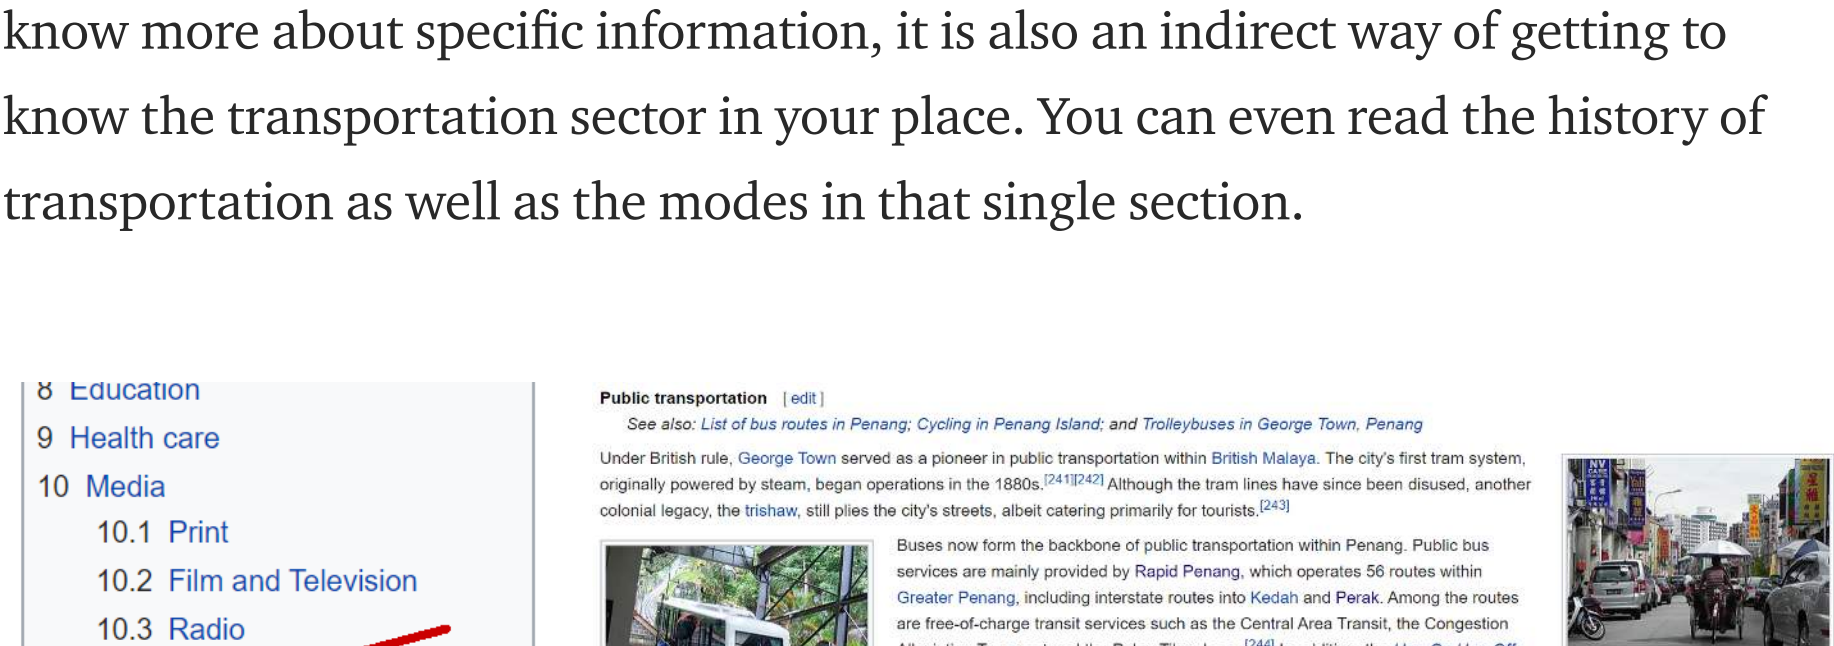 know more about specific information, it is also an indirect way of getting to
know the transportation sector in your place. You can even read the history of
transportation as well as the modes in that single section.
8 Education
9 Health care
10 Media
10.1 Print
10.2 Film and Television
10.3 Radio
Public transportation [ edit ]
See also: List of bus routes in Penang; Cycling in Penang Island; and Trolleybuses in George Town, Penang
Under British rule, George Town served as a pioneer in public transportation within British Malaya. The city's first tram system,
originally powered by steam, began operations in the 1880s.[241][242] Although the tram lines have since been disused, another
colonial legacy, the trishaw, still plies the city's streets, albeit catering primarily for tourists.[243]
Buses now form the backbone of public transportation within Penang. Public bus
services are mainly provided by Rapid Penang, which operates 56 routes within
Greater Penang, including interstate routes into Kedah and Perak. Among the routes
are free-of-charge transit services such as the Central Area Transit, the Congestion
[244]
NV